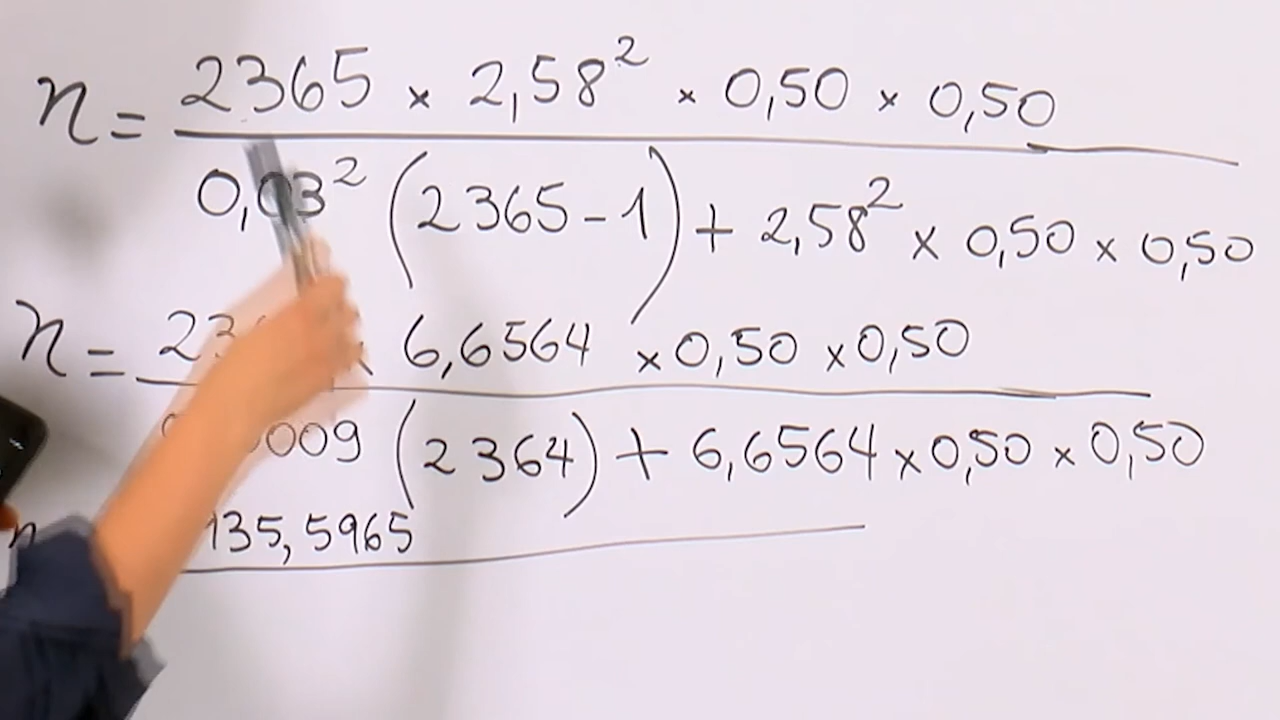 n = 2365 × 2,58² × 0,50 × 0,50
0,03² (2365 - 1) + 2,58² × 0,50 × 0,50
n = 23 × 6,6564 × 0,50 × 0,50
009 (2364) + 6,6564 × 0,50 × 0,50
135,5965